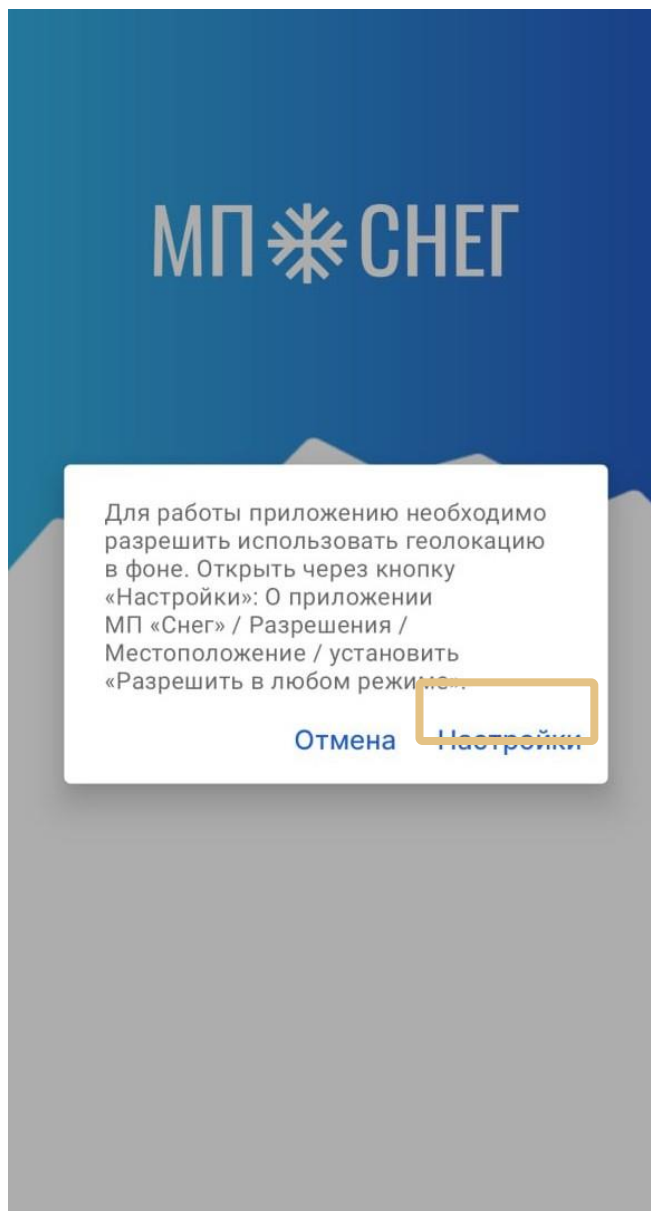 МП СНЕГ
Для работы приложению необходимо
разрешить использовать геолокацию
в фоне. Открыть через кнопку
«Настройки»: О приложении
МП «Снег» / Разрешения /
Местоположение / установить
«Разрешить в любом режиме».
Отмена Настройки